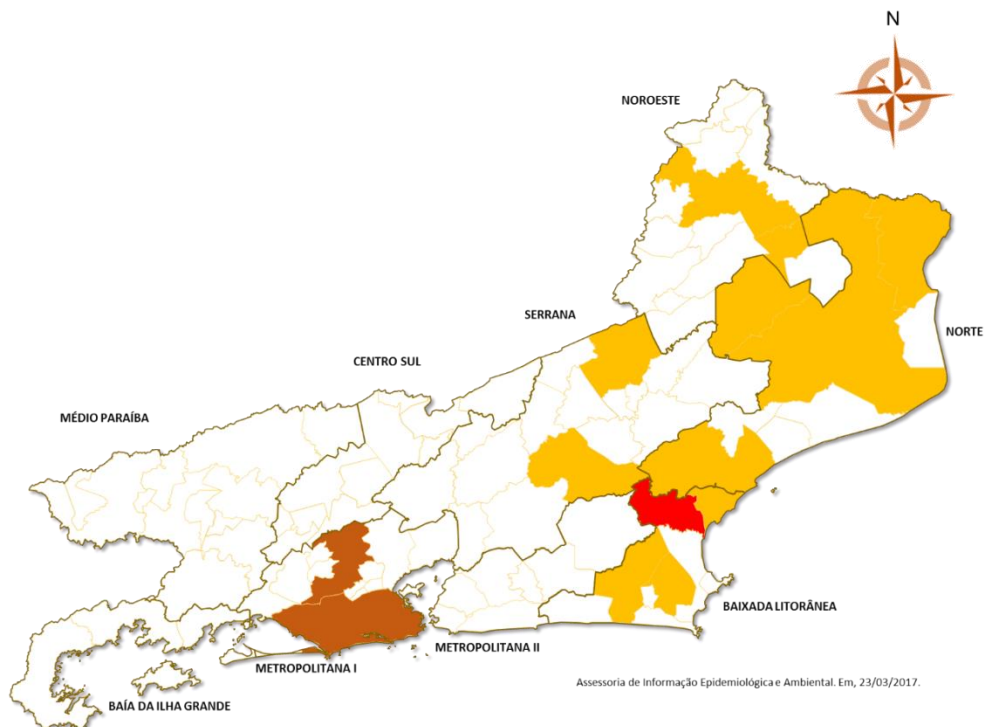 N
NOROESTE
SERRANA
NORTE
CENTRO SUL
MÉDIO PARAÍBA
BAIXADA LITORÂNEA
METROPOLITANA II
METROPOLITANA I
BAÍA DA ILHA GRANDE
Assessoria de Informação Epidemiológica e Ambiental. Em, 23/03/2017.